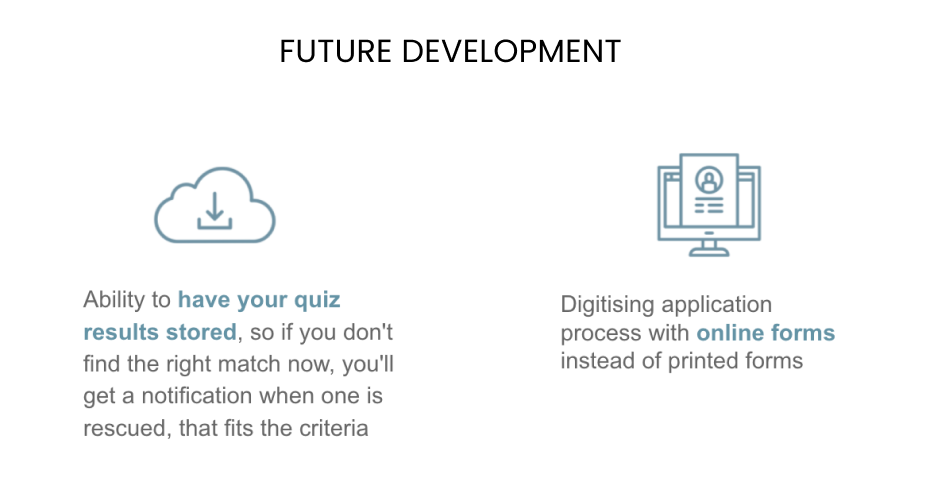 FUTURE DEVELOPMENT
Ability to have your quiz
results stored, so if you don't
find the right match now, you'll
get a notification when one is
rescued, that fits the criteria
Digitising application
process with online forms
instead of printed forms